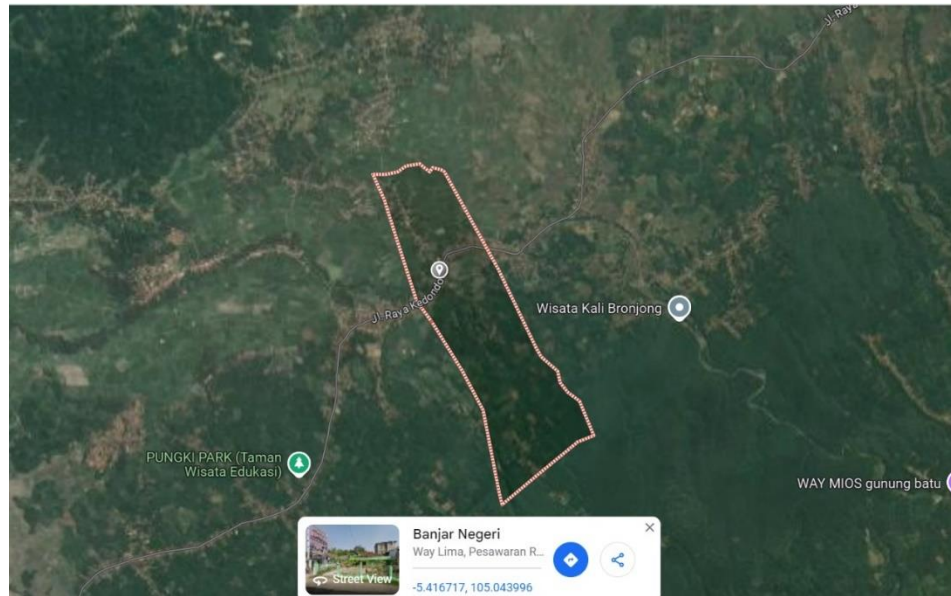 Jl. Raya
Jl. Raya Kedondo
Wisata Kali Bronjong
PUNGKI PARK (Taman
Wisata Edukasi)
WAY MIOS gunung batu
Banjar Negeri
Way Lima, Pesawaran R...
Street View
-5.416717, 105.043996